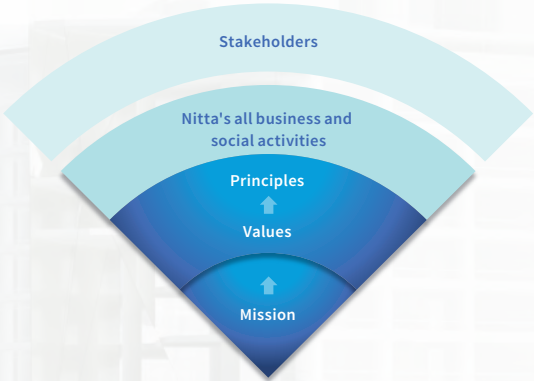 Stakeholders
Nitta's all business and
social activities
Principles
Values
Mission